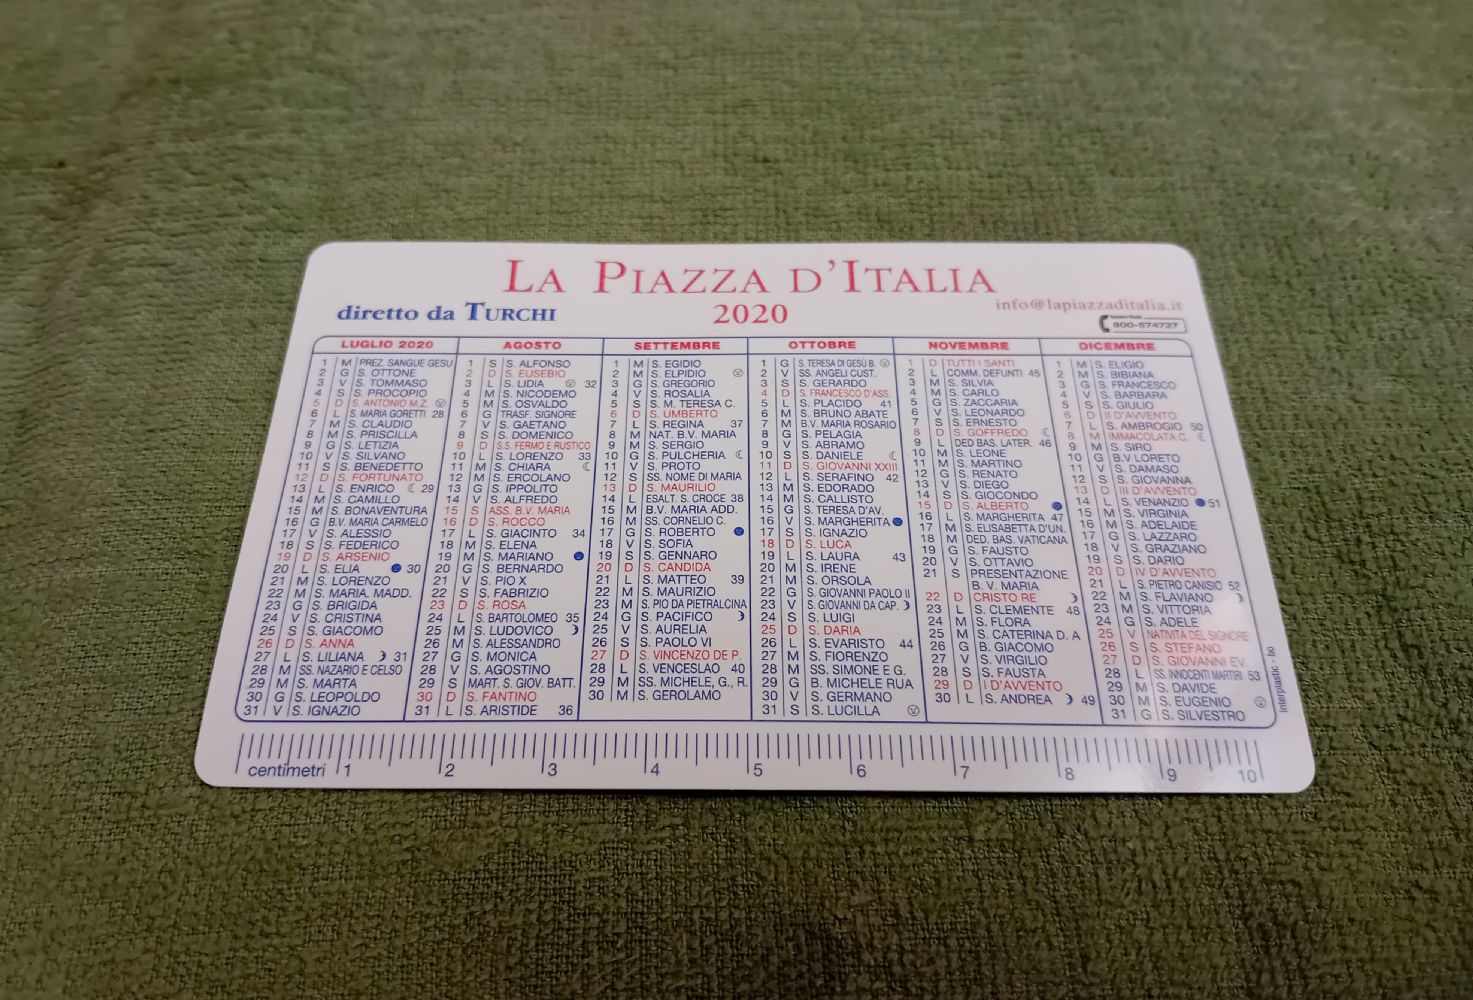 LA PIAZZA D'ITALIA
diretto da TURCHI
2020
info@lapiazzaditalia.it
800-574727
LUGLIO 2020
1 M PREZ. SANGUE GESÙ
2 G S. OTTONE
3 V S. TOMMASO
4 S S. PROCOPIO
5 D S. ANTONIO M.Z.
6 L S. MARIA GORETTI 28
7 M S. CLAUDIO
8 M S. PRISCILLA
9 G S. LETIZIA
10 V S. SILVANO
11 S S. BENEDETTO
12 D S. FORTUNATO
13 L S. ENRICO 29
14 M S. CAMILLO
15 M S. BONAVENTURA
16 G B.V. MARIA CARMELO
17 V S. ALESSIO
18 S S. FEDERICO
19 D S. ARSENIO
20 L S. ELIA 30
21 M S. LORENZO
22 M S. MARIA. MADD.
23 G S. BRIGIDA
24 V S. CRISTINA
25 S S. GIACOMO
26 D S. ANNA
27 L S. LILIANA 31
28 M SS. NAZARIO E CELSO
29 M S. MARTA
30 G S. LEOPOLDO
31 V S. IGNAZIO
AGOSTO
1 S S. ALFONSO
2 D S. EUSEBIO
3 L S. LIDIA 32
4 M S. NICODEMO
5 M S. OSVALDO
6 G TRASF. SIGNORE
7 V S. GAETANO
8 S S. DOMENICO
9 D S.S. FERMO E RUSTICO
10 L S. LORENZO 33
11 M S. CHIARA
12 M S. ERCOLANO
13 G S. IPPOLITO
14 V S. ALFREDO
15 S ASS. B.V. MARIA
16 D S. ROCCO
17 L S. GIACINTO 34
18 M S. ELENA
19 M S. MARIANO
20 G S. BERNARDO
21 V S. PIO X
22 S S. FABRIZIO
23 D S. ROSA
24 L S. BARTOLOMEO 35
25 M S. LUDOVICO
26 M S. ALESSANDRO
27 G S. MONICA
28 V S. AGOSTINO
29 S MART. S. GIOV. BATT.
30 D S. FANTINO
31 L S. ARISTIDE 36
SETTEMBRE
1 M S. EGIDIO
2 M S. ELPIDIO
3 G S. GREGORIO
4 V S. ROSALIA
5 S S. M. TERESA C.
6 D S. UMBERTO
7 L S. REGINA 37
8 M NAT. B.V. MARIA
9 M S. SERGIO
10 G S. PULCHERIA
11 V S. PROTO
12 S SS. NOME DI MARIA
13 D S. MAURILIO
14 L ESALT. S. CROCE 38
15 M B.V. MARIA ADD.
16 M SS. CORNELIO C.
17 G S. ROBERTO
18 V S. SOFIA
19 S S. GENNARO
20 D S. CANDIDA
21 L S. MATTEO 39
22 M S. MAURIZIO
23 M S. PIO DA PIETRALCINA
24 G S. PACIFICO
25 V S. AURELIA
26 S S. PAOLO VI
27 D S. VINCENZO DE P.
28 L S. VENCESLAO 40
29 M SS. MICHELE, G., R.
30 M S. GEROLAMO
OTTOBRE
1 G S. TERESA DI GESÙ B.
2 V SS. ANGELI CUST.
3 S S. GERARDO
4 D S. FRANCESCO D'ASS.
5 L S. PLACIDO 41
6 M S. BRUNO ABATE
7 M B.V. MARIA ROSARIO
8 G S. PELAGIA
9 V S. ABRAMO
10 S S. DANIELE
11 D S. GIOVANNI XXIII
12 L S. SERAFINO 42
13 M S. EDORADO
14 M S. CALLISTO
15 G S. TERESA D'AV.
16 V S. MARGHERITA
17 S S. IGNAZIO
18 D S. LUCA
19 L S. LAURA 43
20 M S. IRENE
21 M S. ORSOLA
22 G S. GIOVANNI PAOLO II
23 V S. GIOVANNI DA CAP.
24 S S. LUIGI
25 D S. DARIA
26 L S. EVARISTO 44
27 M S. FIORENZO
28 M SS. SIMONE E G.
29 G B. MICHELE RUA
30 V S. GERMANO
31 S S. LUCILLA
NOVEMBRE
1 D TUTTI I SANTI
2 L COMM. DEFUNTI 45
3 M S. SILVIA
4 M S. CARLO
5 G S. ZACCARIA
6 V S. LEONARDO
7 S S. ERNESTO
8 D S. GOFFREDO
9 L DED BAS. LATER. 46
10 M S. LEONE
11 M S. MARTINO
12 G S. RENATO
13 V S. DIEGO
14 S S. GIOCONDO
15 D S. ALBERTO
16 L S. MARGHERITA 47
17 M S. ELISABETTA D'UN.
18 M DED. BAS. VATICANA
19 G S. FAUSTO
20 V S. OTTAVIO
21 S PRESENTAZIONE
B. V. MARIA
22 D CRISTO RE
23 L S. CLEMENTE 48
24 M S. FLORA
25 M S. CATERINA D. A
26 G B. GIACOMO
27 V S. VIRGILIO
28 S S. FAUSTA
29 D I D'AVVENTO
30 L S. ANDREA 49
DICEMBRE
1 M S. ELIGIO
2 M S. BIBIANA
3 G S. FRANCESCO
4 V S. BARBARA
5 S S. GIULIO
6 D II D'AVVENTO
7 L S. AMBROGIO 50
8 M IMMACOLATA C.
9 M S. SIRO
10 G B.V LORETO
11 V S. DAMASO
12 S S. GIOVANNA
13 D III D'AVVENTO
14 L S. VENANZIO 51
15 M S. VIRGINIA
16 M S. ADELAIDE
17 G S. LAZZARO
18 V S. GRAZIANO
19 S S. DARIO
20 D IV D'AVVENTO
21 L S. PIETRO CANISIO 52
22 M S. FLAVIANO
23 M S. VITTORIA
24 G S. ADELE
25 V NATIVITÀ DEL SIGNORE
26 S S. STEFANO
27 D S. GIOVANNI EV.
28 L SS. INNOCENTI MARTIRI 53
29 M S. DAVIDE
30 M S. EUGENIO
31 G S. SILVESTRO
Interplastic - bo
centimetri 1 2 3 4 5 6 7 8 9 10